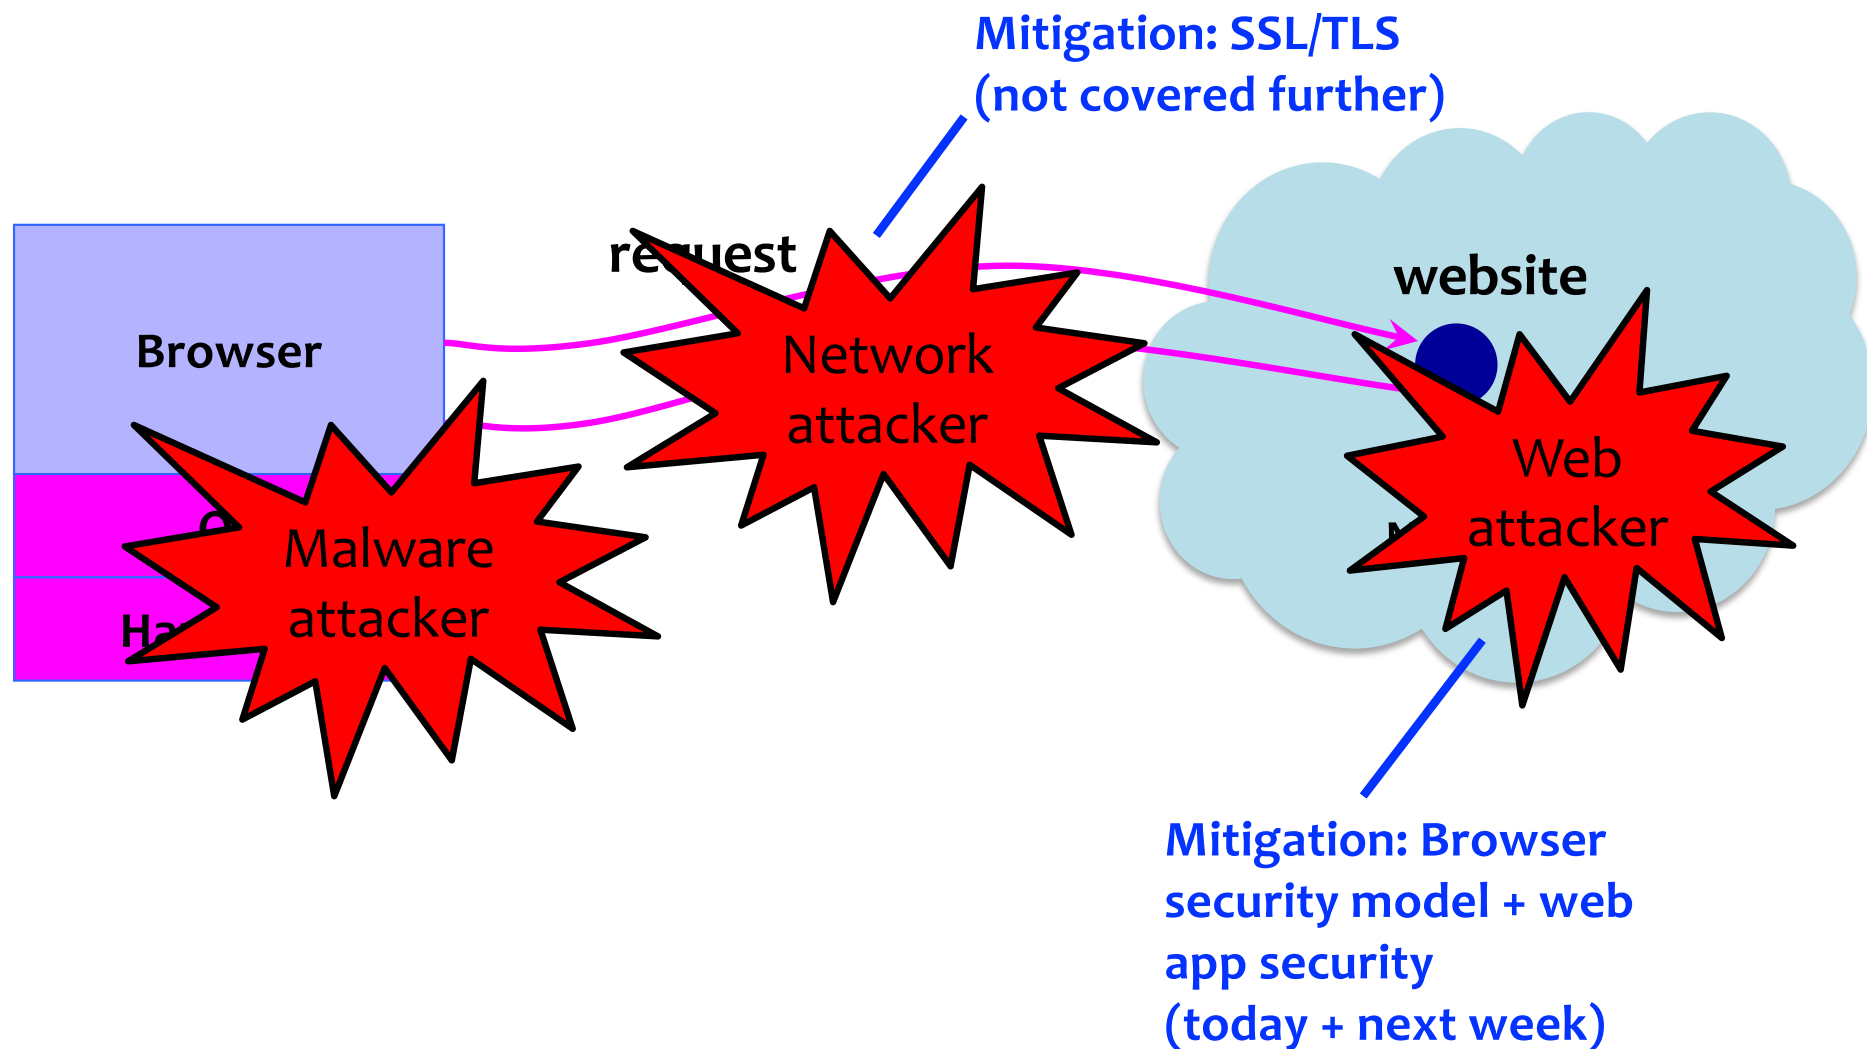 Mitigation: SSL/TLS
(not covered further)
request
website
Browser
Network
attacker
Web
attacker
Malware
attacker
Mitigation: Browser
security model + web
app security
(today + next week)